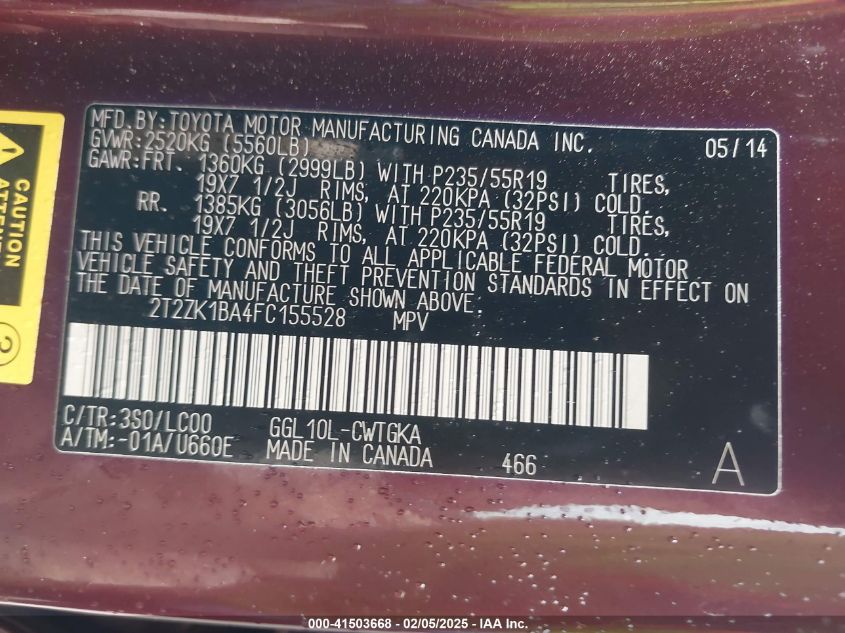 MFD.BY:TOYOTA MOTOR MANUFACTURING CANADA INC. 05/14
GVWR:2520KG (5560LB)
GAWR:FRT. 1360KG (2999LB) WITH P235/55R19 TIRES,
19X7 1/2J RIMS, AT 220KPA (32PSI) COLD.
RR. 1385KG (3056LB) WITH P235/55R19 TIRES,
19X7 1/2J RIMS, AT 220KPA (32PSI) COLD.
THIS VEHICLE CONFORMS TO ALL APPLICABLE FEDERAL MOTOR
VEHICLE SAFETY AND THEFT PREVENTION STANDARDS IN EFFECT ON
THE DATE OF MANUFACTURE SHOWN ABOVE.
2T2ZK1BA4FC155528 MPV
C/TR:3S0/LC00 GGL10L-CWTGKA
A/TM:-01A/U660E MADE IN CANADA 466 A
CAUTION
2
000-41503668 - 02/05/2025 - IAA Inc.